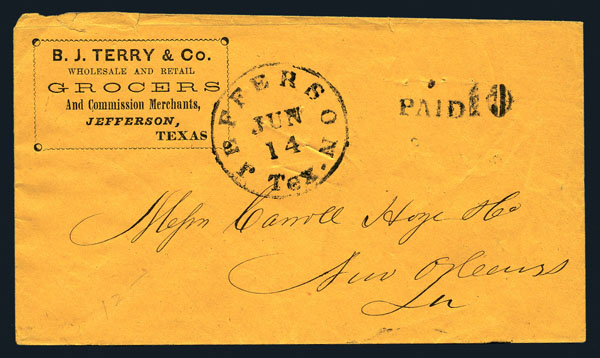 B. J. TERRY & Co.
WHOLESALE AND RETAIL
GROCERS
And Commission Merchants,
JEFFERSON,
TEXAS
JEFFERSON
JUN
14
Tex.
PAID 10
Messrs Carroll Hoye & Co
New Orleans
La